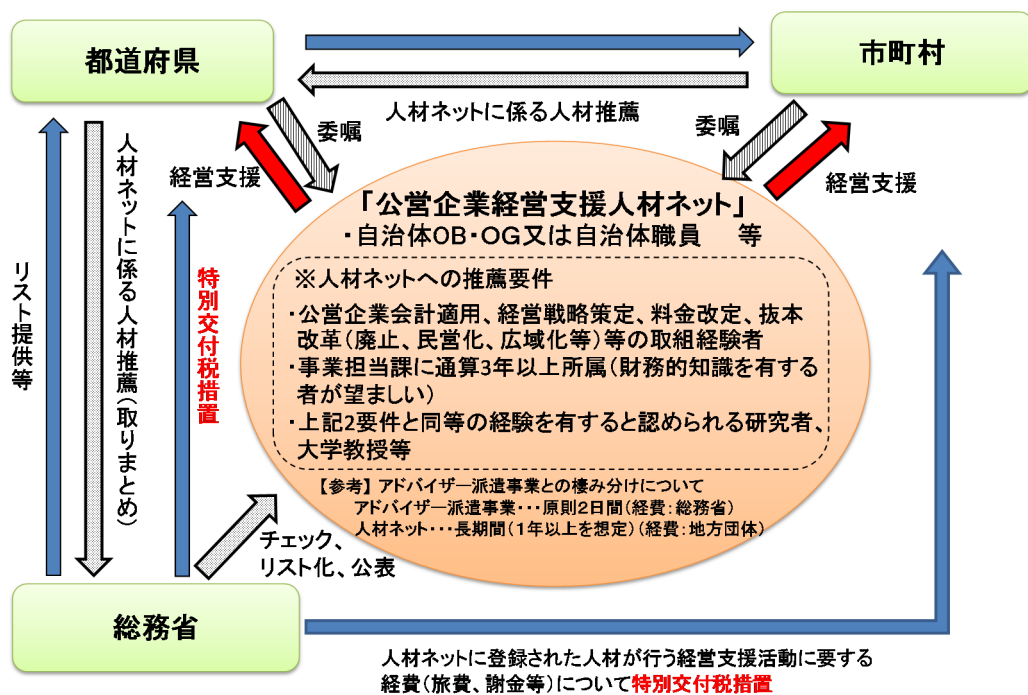 都道府県
市町村
人材ネットに係る人材推薦
委嘱
委嘱
経営支援
経営支援
「公営企業経営支援人材ネット」
・自治体OB・OG又は自治体職員　等
※人材ネットへの推薦要件
・公営企業会計適用、経営戦略策定、料金改定、抜本
改革(廃止、民営化、広域化等)等の取組経験者
・事業担当課に通算3年以上所属(財務的知識を有する
者が望ましい)
・上記2要件と同等の経験を有すると認められる研究者、
大学教授等
【参考】アドバイザー派遣事業との棲み分けについて
アドバイザー派遣事業・・・原則2日間(経費:総務省)
人材ネット・・・長期間(1年以上を想定)(経費:地方団体)
リスト提供等
人材ネットに係る人材推薦(取りまとめ)
特別交付税措置
チェック、
リスト化、公表
総務省
人材ネットに登録された人材が行う経営支援活動に要する
経費(旅費、謝金等)について特別交付税措置